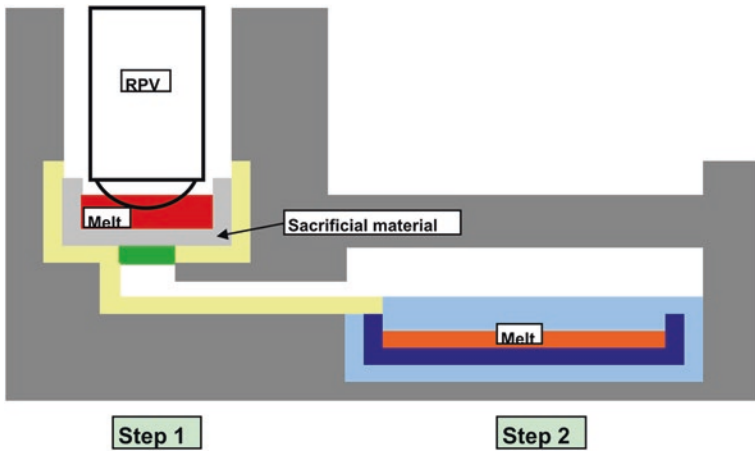 RPV
Melt
Sacrificial material
Melt
Step 1
Step 2